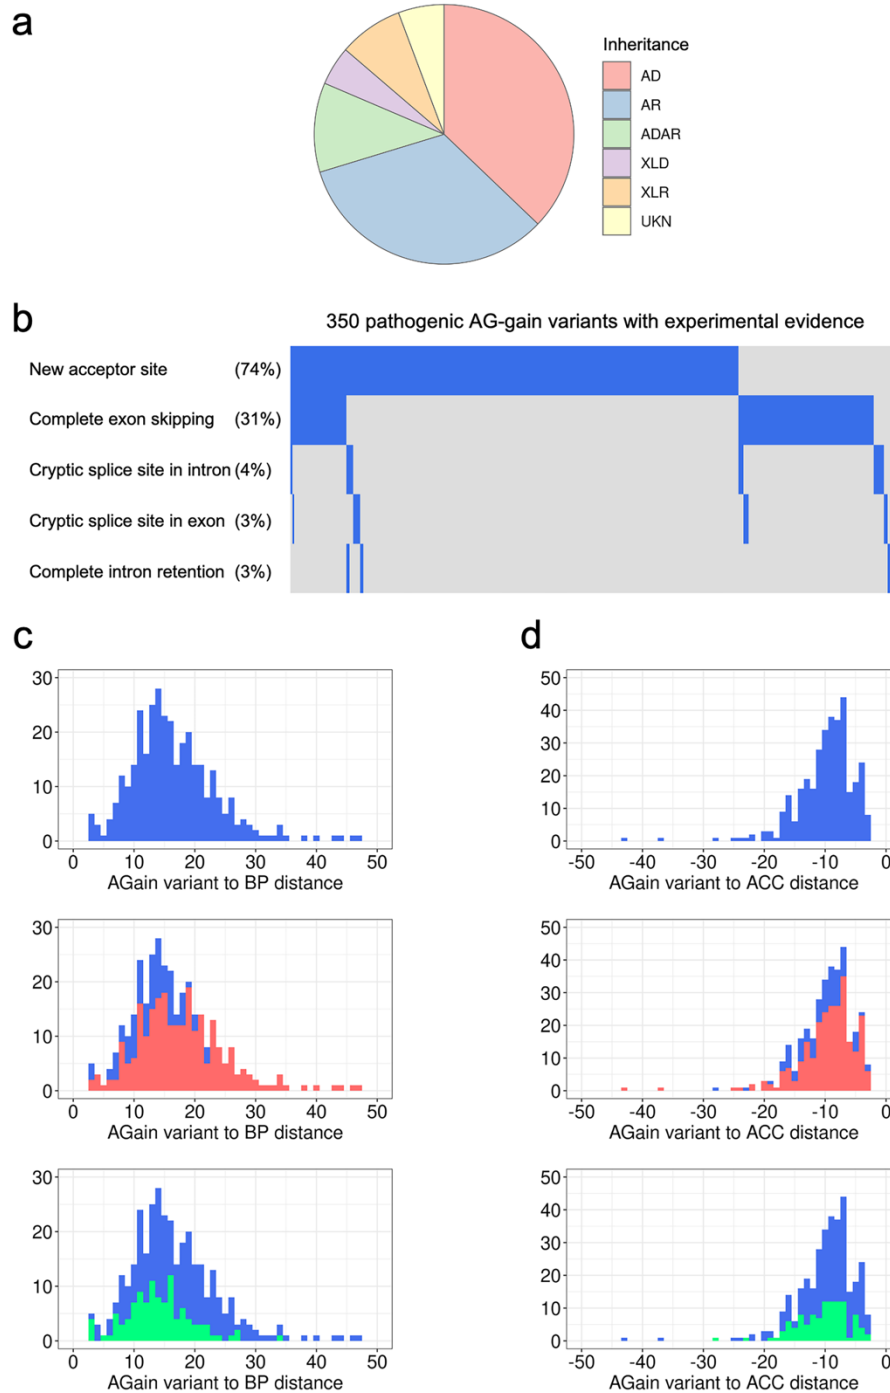 a
Inheritance
AD
AR
ADAR
XLD
XLR
UKN
b
350 pathogenic AG-gain variants with experimental evidence
New acceptor site (74%)
Complete exon skipping (31%)
Cryptic splice site in intron (4%)
Cryptic splice site in exon (3%)
Complete intron retention (3%)
c
30
20
10
0
0 10 20 30 40 50
AGain variant to BP distance
30
20
10
0
0 10 20 30 40 50
AGain variant to BP distance
30
20
10
0
0 10 20 30 40 50
AGain variant to BP distance
d
50
40
30
20
10
0
-50 -40 -30 -20 -10 0
AGain variant to ACC distance
50
40
30
20
10
0
-50 -40 -30 -20 -10 0
AGain variant to ACC distance
50
40
30
20
10
0
-50 -40 -30 -20 -10 0
AGain variant to ACC distance